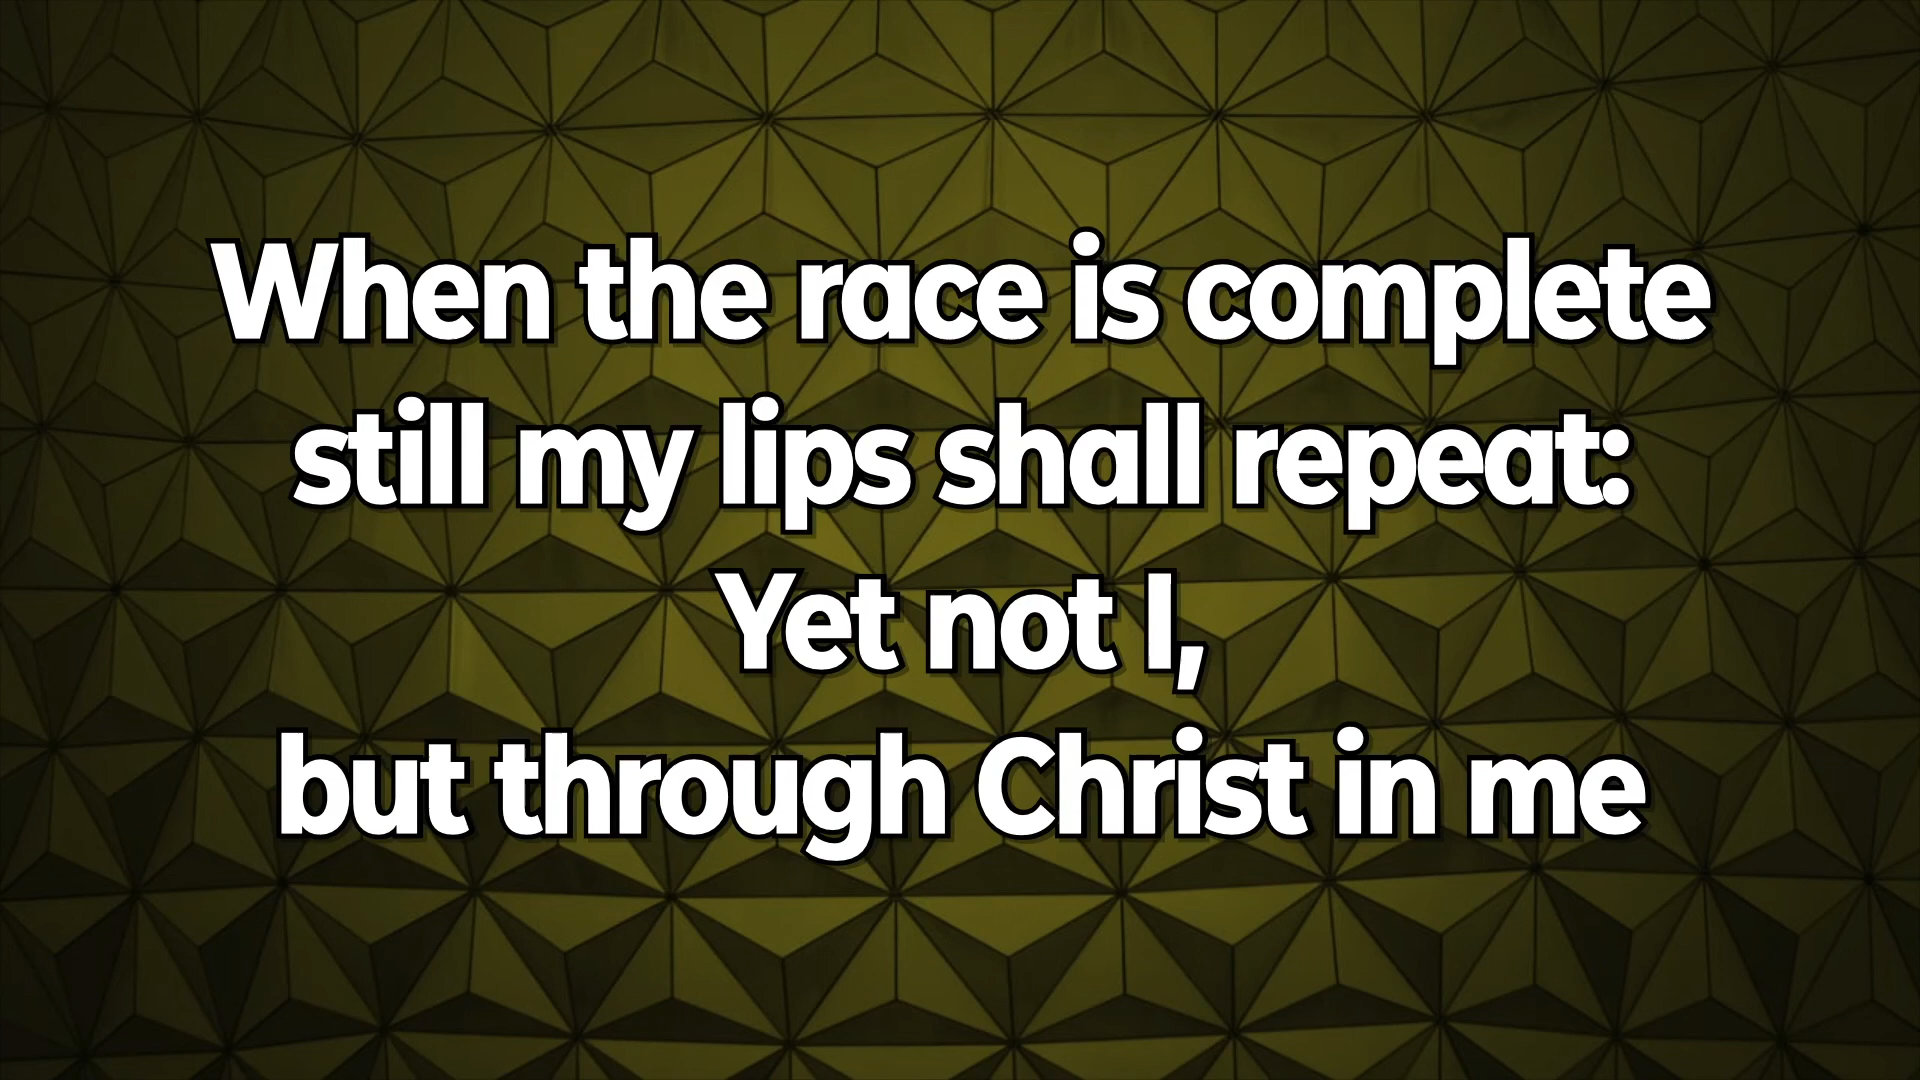 When the race is complete
still my lips shall repeat:
Yet not I,
but through Christ in me